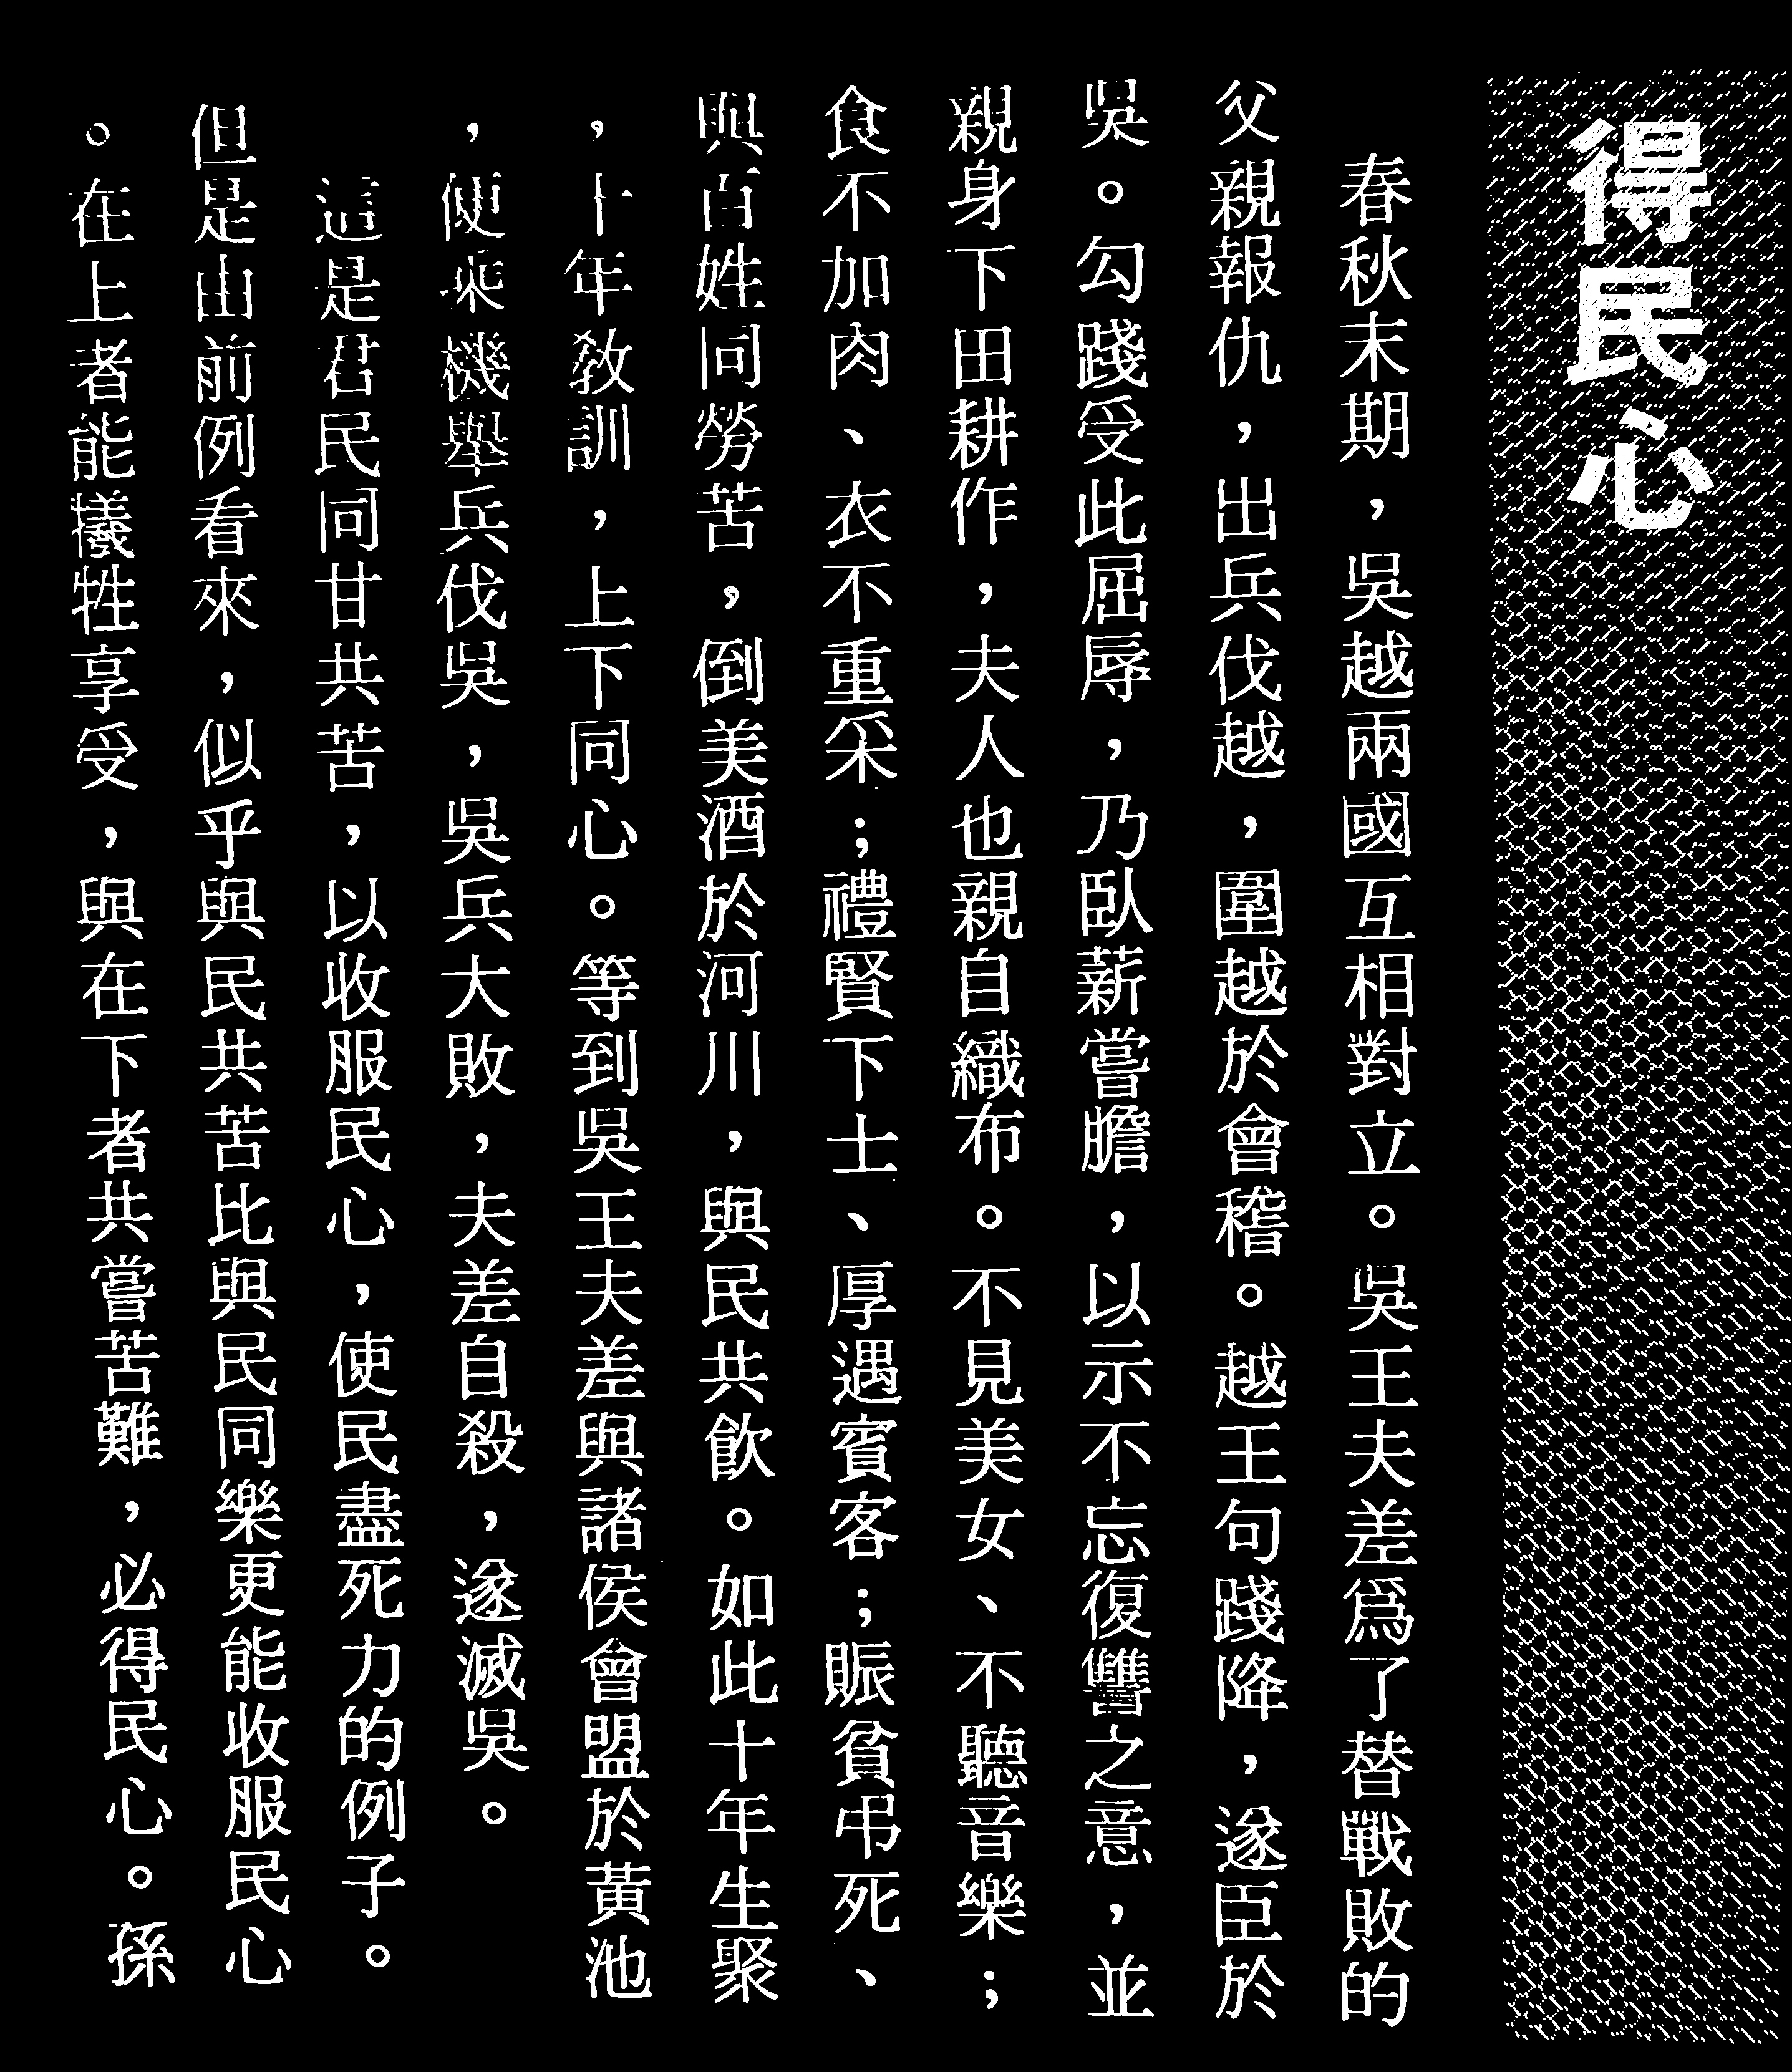 得民心
春秋末期，吳越兩國互相對立。吳王夫差爲了替戰敗的
父親報仇，出兵伐越，圍越於會稽。越王句踐降，遂臣於
吳。勾踐受此屈辱，乃臥薪嘗膽，以示不忘復讐之意，並
親身下田耕作，夫人也親自織布。不見美女、不聽音樂；
食不加肉、衣不重采；禮賢下士、厚遇賓客；賑貧弔死、
與百姓同勞苦，倒美酒於河川，與民共飮。如此十年生聚
，十年教訓，上下同心。等到吳王夫差與諸侯會盟於黃池
，便乘機舉兵伐吳，吳兵大敗，夫差自殺，遂滅吳。
這是君民同甘共苦，以收服民心，使民盡死力的例子。
但是由前例看來，似乎與民共苦比與民同樂更能收服民心
。在上者能犧牲享受，與在下者共嘗苦難，必得民心。孫